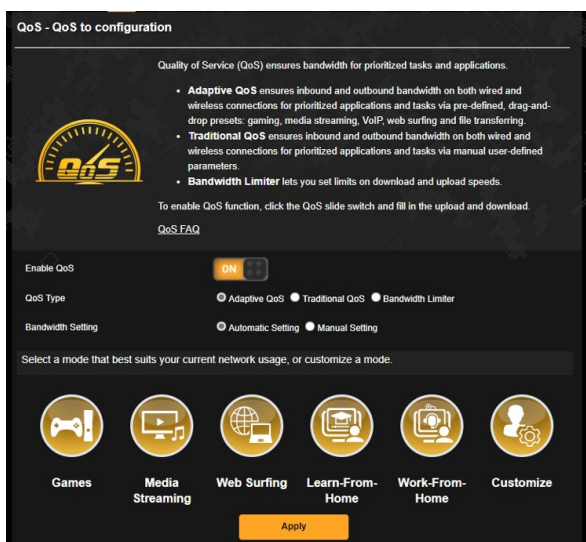 QoS - QoS to configuration
Quality of Service (QoS) ensures bandwidth for prioritized tasks and applications.
Adaptive QoS ensures inbound and outbound bandwidth on both wired and
wireless connections for prioritized applications and tasks via pre-defined, drag-and-
drop presets: gaming, media streaming, VoIP, web surfing and file transferring.
Traditional QoS ensures inbound and outbound bandwidth on both wired and
wireless connections for prioritized applications and tasks via manual user-defined
parameters.
Bandwidth Limiter lets you set limits on download and upload speeds.
QoS
To enable QoS function, click the QoS slide switch and fill in the upload and download.
QoS FAQ
Enable QoS ON
QoS Type Adaptive QoS Traditional QoS Bandwidth Limiter
Bandwidth Setting Automatic Setting Manual Setting
Select a mode that best suits your current network usage, or customize a mode.
Games Media Web Surfing Learn-From- Work-From- Customize
Streaming Home Home
Apply